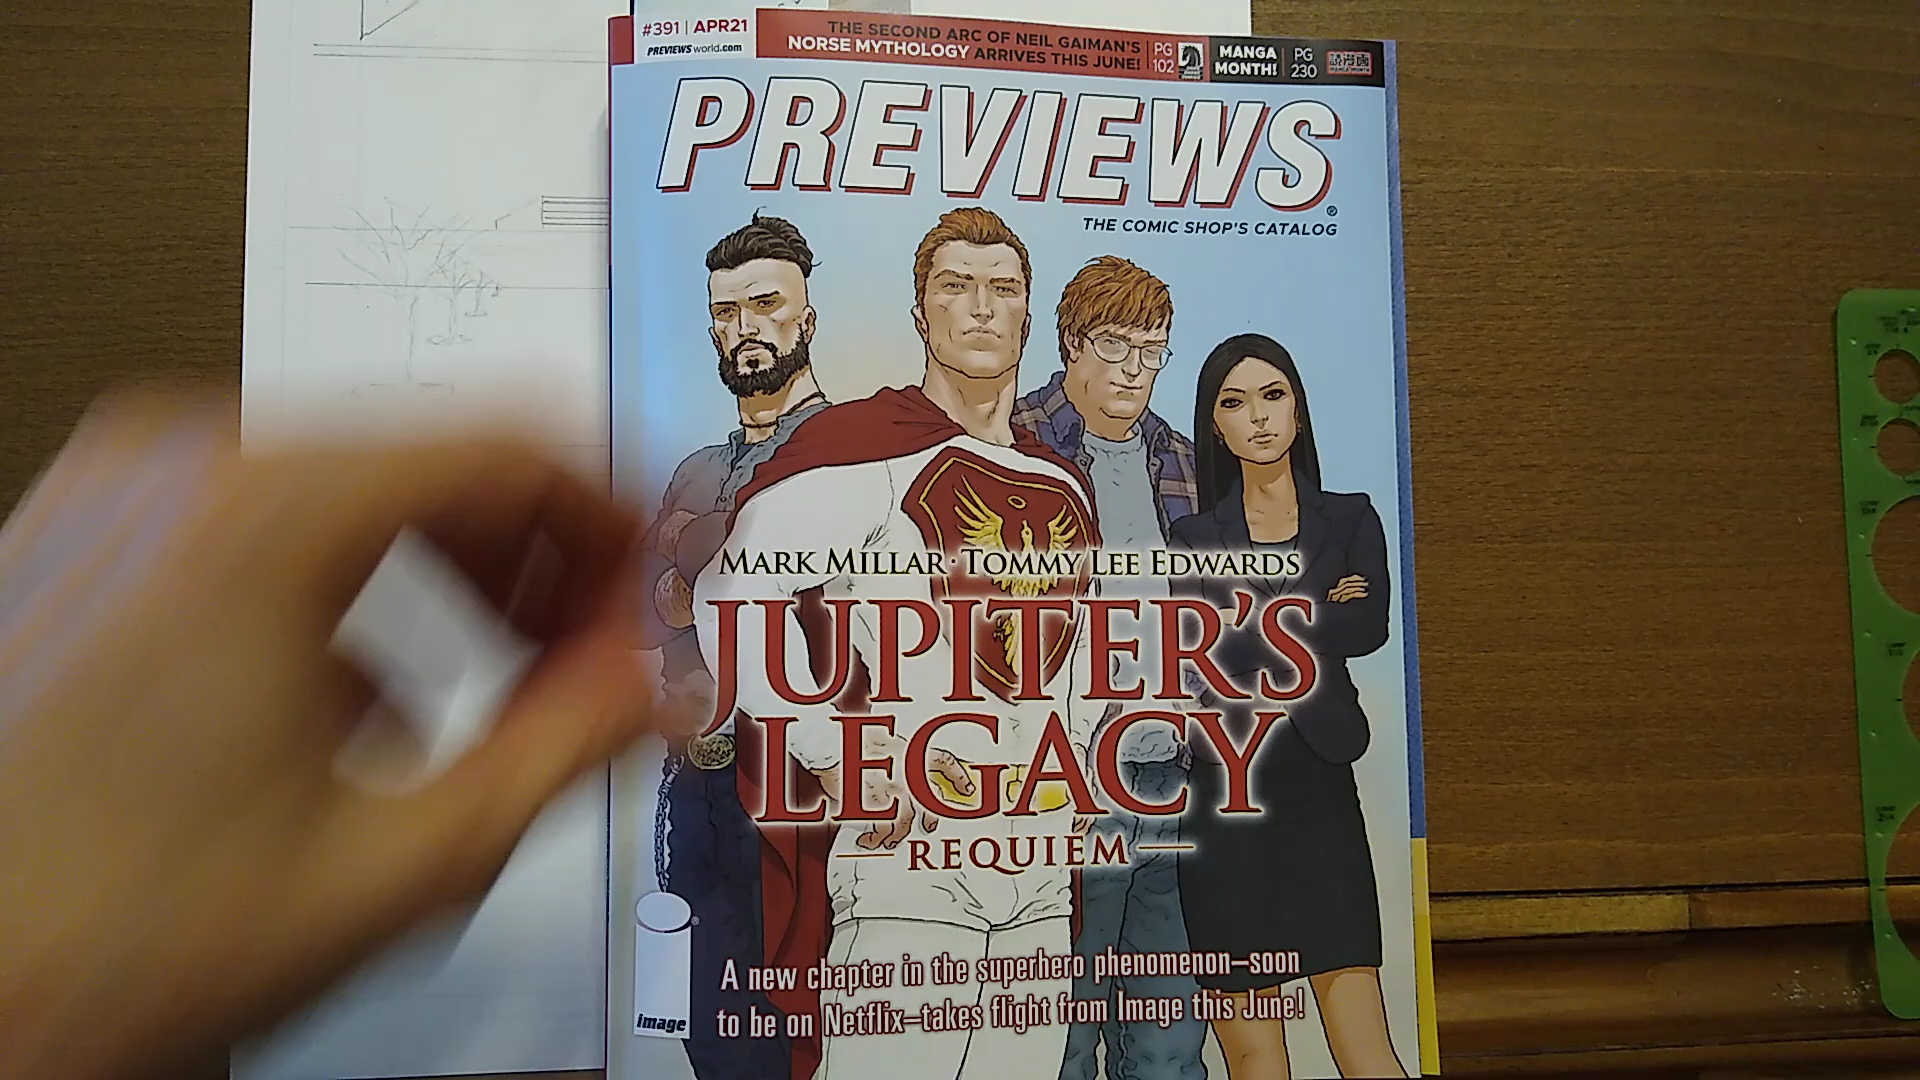 #391 | APR21
PREVIEWSworld.com
THE SECOND ARC OF NEIL GAIMAN'S
NORSE MYTHOLOGY ARRIVES THIS JUNE!
PG
102
MANGA
MONTH!
PG
230
PREVIEWS®
THE COMIC SHOP'S CATALOG
MARK MILLAR · TOMMY LEE EDWARDS
JUPITER'S
LEGACY
REQUIEM
A new chapter in the superhero phenomenon—soon
to be on Netflix—takes flight from Image this June!
image